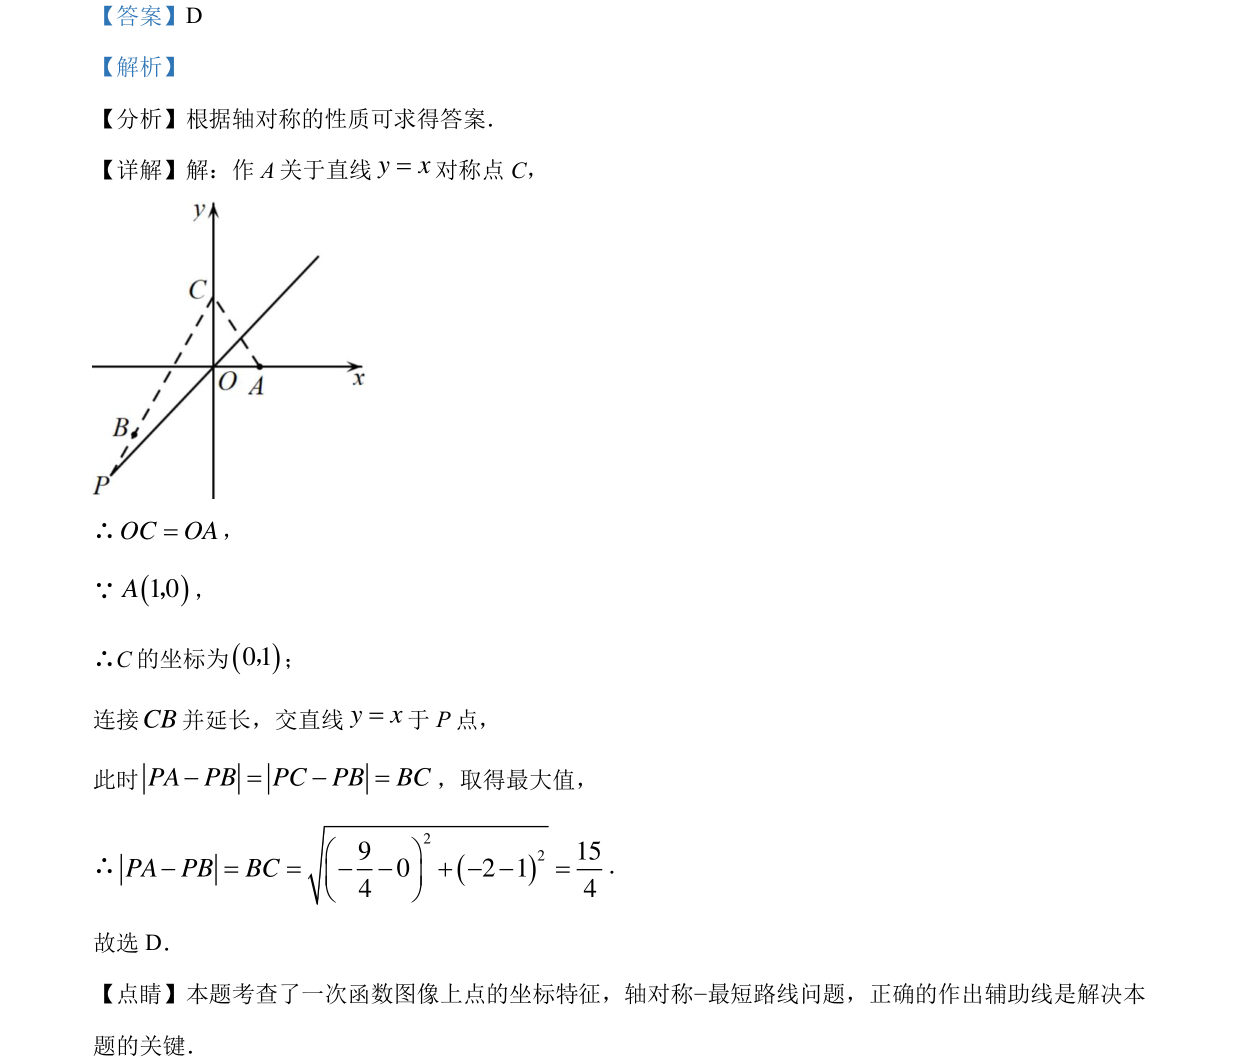 【答案】D
【解析】
【分析】根据轴对称的性质可求得答案．
【详解】解：作 A 关于直线 y = x 对称点 C，
y
C
O
A
x
B
P
∴ OC = OA，
∵ A(1,0)，
∴C 的坐标为(0,1)；
连接 CB 并延长，交直线 y = x 于 P 点，
此时|PA − PB| = |PC − PB| = BC，取得最大值，
∴|PA − PB| = BC = √((−9/4−0)² + (−2−1)²) = 15/4．
故选 D．
【点睛】本题考查了一次函数图像上点的坐标特征，轴对称−最短路线问题，正确的作出辅助线是解决本
题的关键．